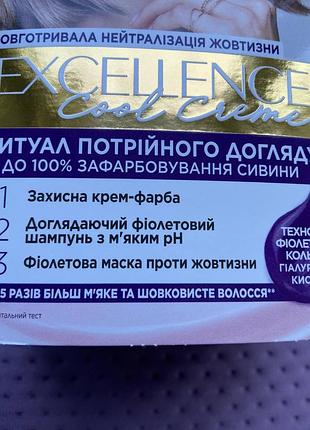 ОВГОТРИВАЛА НЕЙТРАЛІЗАЦІЯ ЖОВТИЗНИ
EXCELLENCE
Cool Creme
ИТУАЛ ПОТРІЙНОГО ДОГЛЯДУ
ДО 100% ЗАФАРБОВУВАННЯ СИВИНИ
1 Захисна крем-фарба
2 Доглядаючий фіолетовий
шампунь з м'яким pH
3 Фіолетова маска проти жовтизни
5 РАЗІВ БІЛЬШ М'ЯКЕ ТА ШОВКОВИСТЕ ВОЛОССЯ**
ТЕХНО
ФІОЛЕ
КОЛЬ
ГІАЛУР
КИС
нтальний тест